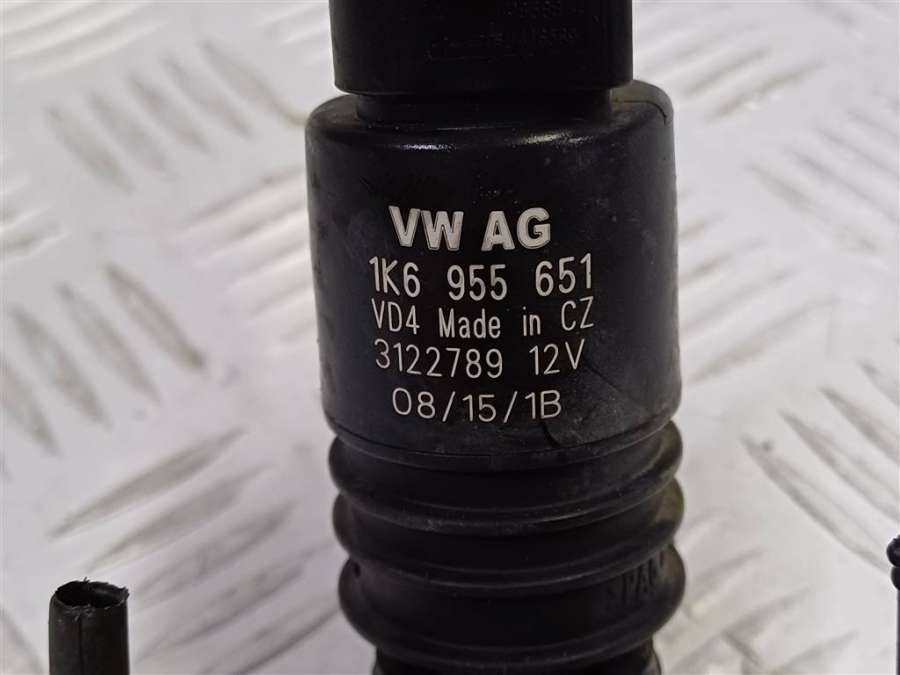 VW AG
1K6 955 651
VD4 Made in CZ
3122789 12V
08/15/1B